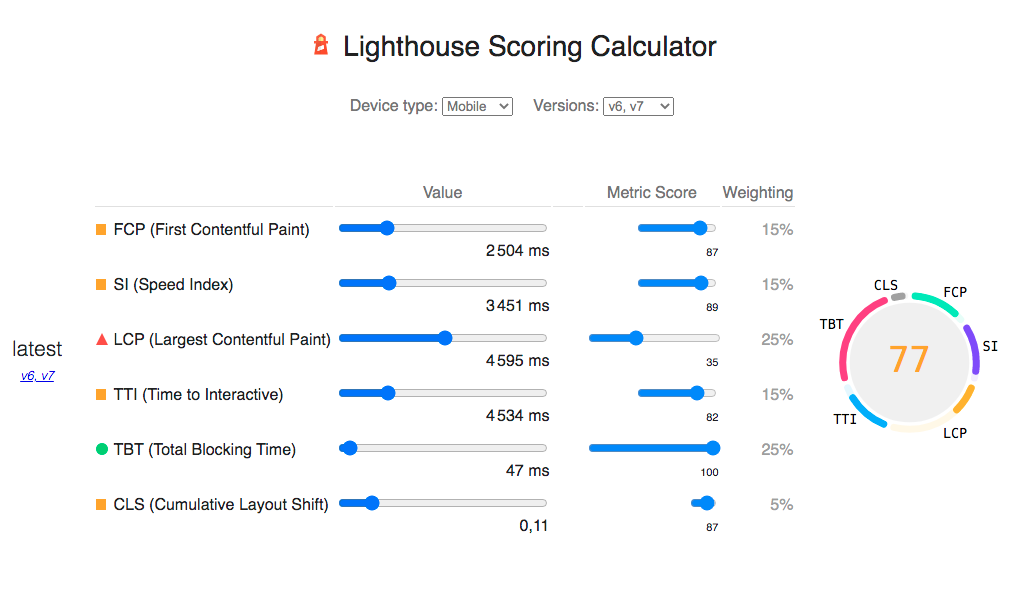 Lighthouse Scoring Calculator
Device type: Mobile Versions: v6, v7
Value Metric Score Weighting
FCP (First Contentful Paint) 15%
2 504 ms 87
SI (Speed Index) 15%
3 451 ms 89
LCP (Largest Contentful Paint) 25%
4 595 ms 35
TTI (Time to Interactive) 15%
4 534 ms 82
TBT (Total Blocking Time) 25%
47 ms 100
CLS (Cumulative Layout Shift) 5%
0,11 87
latest
v6, v7
CLS
FCP
TBT
SI
77
TTI
LCP